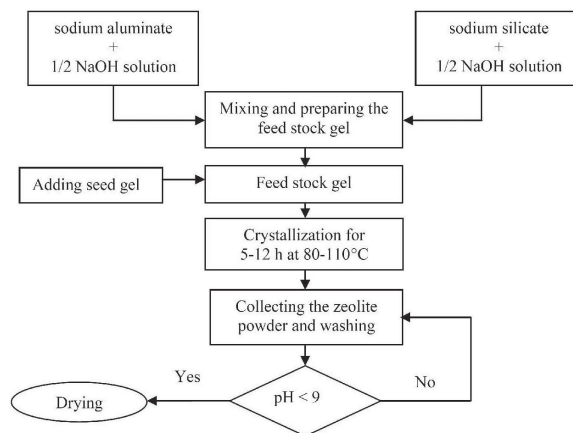 sodium aluminate
+
1/2 NaOH solution
sodium silicate
+
1/2 NaOH solution
Mixing and preparing the
feed stock gel
Adding seed gel
Feed stock gel
Crystallization for
5-12 h at 80-110°C
Collecting the zeolite
powder and washing
Yes
No
Drying
pH < 9